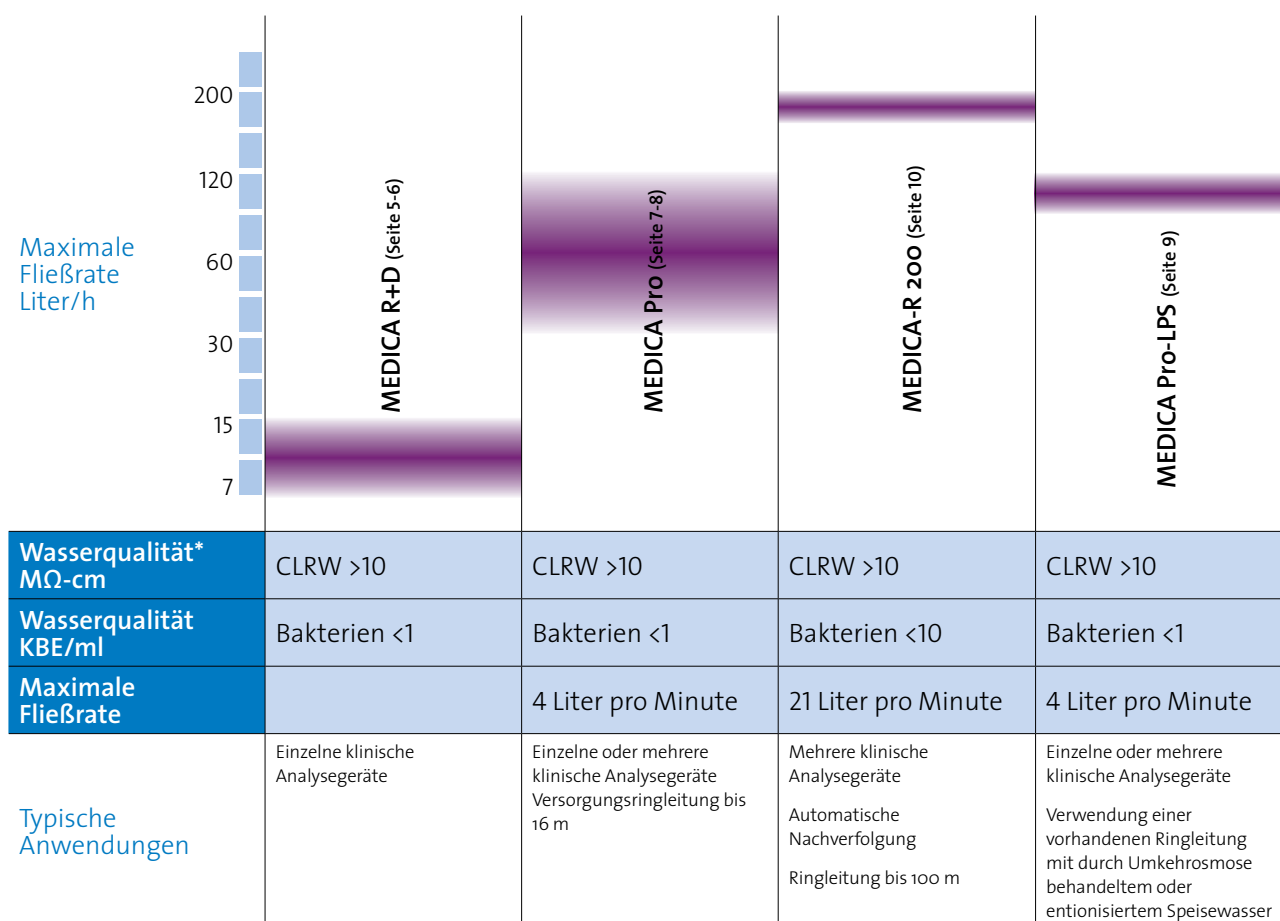 200
120
60
30
15
7
Maximale
Fließrate
Liter/h
MEDICA R+D (Seite 5-6)
MEDICA Pro (Seite 7-8)
MEDICA-R 200 (Seite 10)
MEDICA Pro-LPS (Seite 9)
Wasserqualität*
MΩ-cm
CLRW >10
CLRW >10
CLRW >10
CLRW >10
Wasserqualität
KBE/ml
Bakterien <1
Bakterien <1
Bakterien <10
Bakterien <1
Maximale
Fließrate
4 Liter pro Minute
21 Liter pro Minute
4 Liter pro Minute
Typische
Anwendungen
Einzelne klinische
Analysegeräte
Einzelne oder mehrere
klinische Analysegeräte
Versorgungsringleitung bis
16 m
Mehrere klinische
Analysegeräte
Automatische
Nachverfolgung
Ringleitung bis 100 m
Einzelne oder mehrere
klinische Analysegeräte
Verwendung einer
vorhandenen Ringleitung
mit durch Umkehrosmose
behandeltem oder
entionisiertem Speisewasser